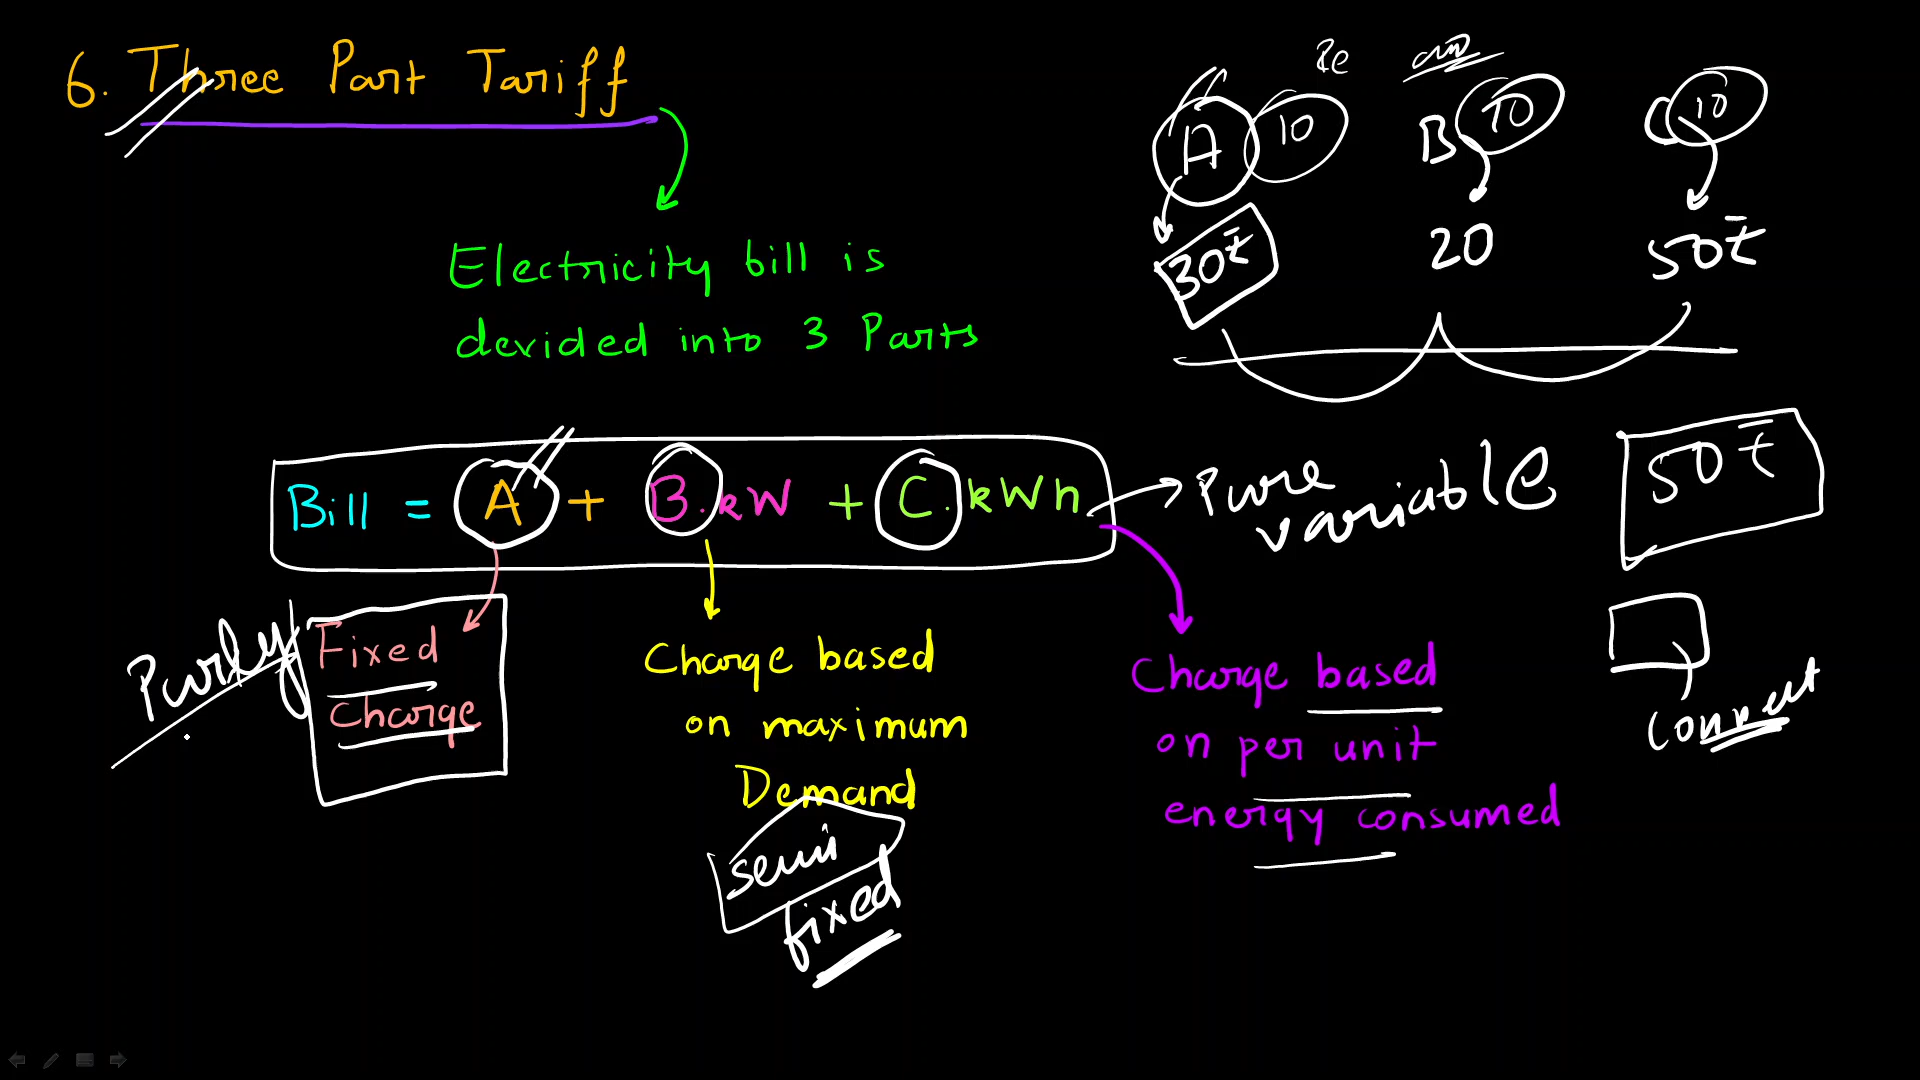 6. Three Part Tariff
Re
A 10 B 10 C 10
30₹ 20 50₹
Electricity bill is
devided into 3 Parts
50₹
Bill = A + B.kW + C.kWh
Pure
variable
Purly
Fixed
charge
Charge based
on maximum
Demand
semi
fixed
Charge based
on per unit
energy consumed
Connect